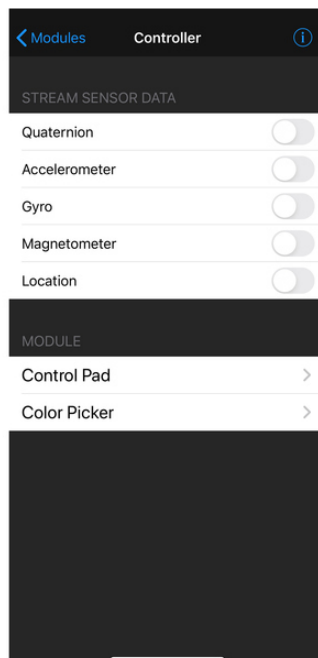 Modules
Controller
STREAM SENSOR DATA
Quaternion
Accelerometer
Gyro
Magnetometer
Location
MODULE
Control Pad
Color Picker